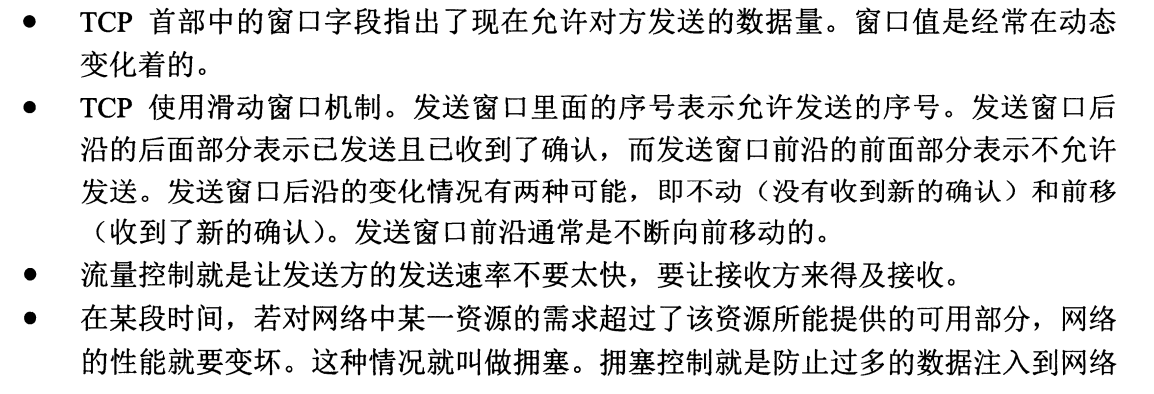 ● TCP 首部中的窗口字段指出了现在允许对方发送的数据量。窗口值是经常在动态
变化着的。
● TCP 使用滑动窗口机制。发送窗口里面的序号表示允许发送的序号。发送窗口后
沿的后面部分表示已发送且已收到了确认，而发送窗口前沿的前面部分表示不允许
发送。发送窗口后沿的变化情况有两种可能，即不动（没有收到新的确认）和前移
（收到了新的确认）。发送窗口前沿通常是不断向前移动的。
● 流量控制就是让发送方的发送速率不要太快，要让接收方来得及接收。
● 在某段时间，若对网络中某一资源的需求超过了该资源所能提供的可用部分，网络
的性能就要变坏。这种情况就叫做拥塞。拥塞控制就是防止过多的数据注入到网络